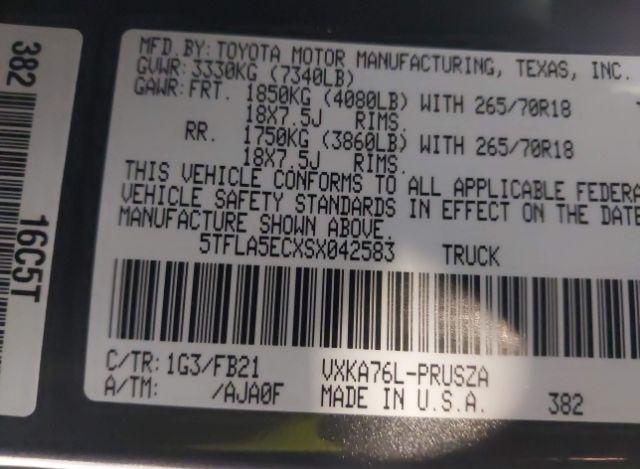 MFD.BY: TOYOTA MOTOR MANUFACTURING, TEXAS, INC.
GVWR: 3330KG (7340LB)
GAWR: FRT. 1850KG (4080LB) WITH 265/70R18
18X7.5J RIMS.
RR. 1750KG (3860LB) WITH 265/70R18
18X7.5J RIMS.
THIS VEHICLE CONFORMS TO ALL APPLICABLE FEDERA
VEHICLE SAFETY STANDARDS IN EFFECT ON THE DATE
MANUFACTURE SHOWN ABOVE.
5TFLA5ECXSX042583 TRUCK
C/TR: 1G3/FB21 VXKA76L-PRUSZA
A/TM: /AJA0F MADE IN U.S.A. 382
382
16C5T